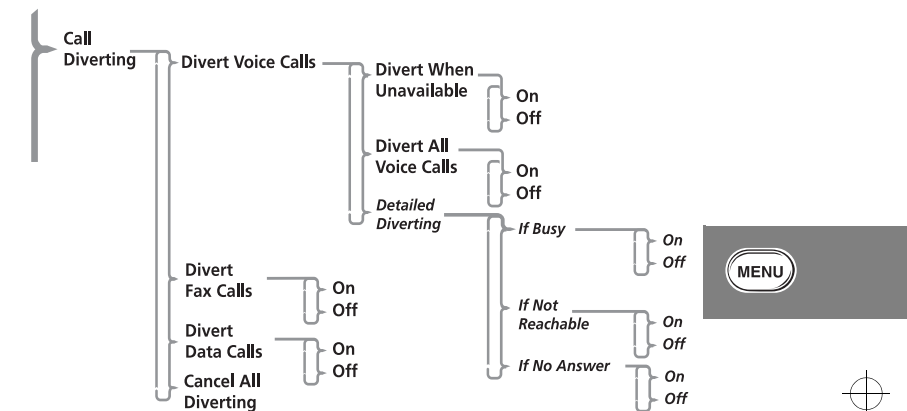 Call
Diverting
Divert Voice Calls
Divert When
Unavailable
On
Off
Divert All
Voice Calls
On
Off
Detailed
Diverting
If Busy
On
Off
If Not
Reachable
On
Off
If No Answer
On
Off
Divert
Fax Calls
On
Off
Divert
Data Calls
On
Off
Cancel All
Diverting
MENU